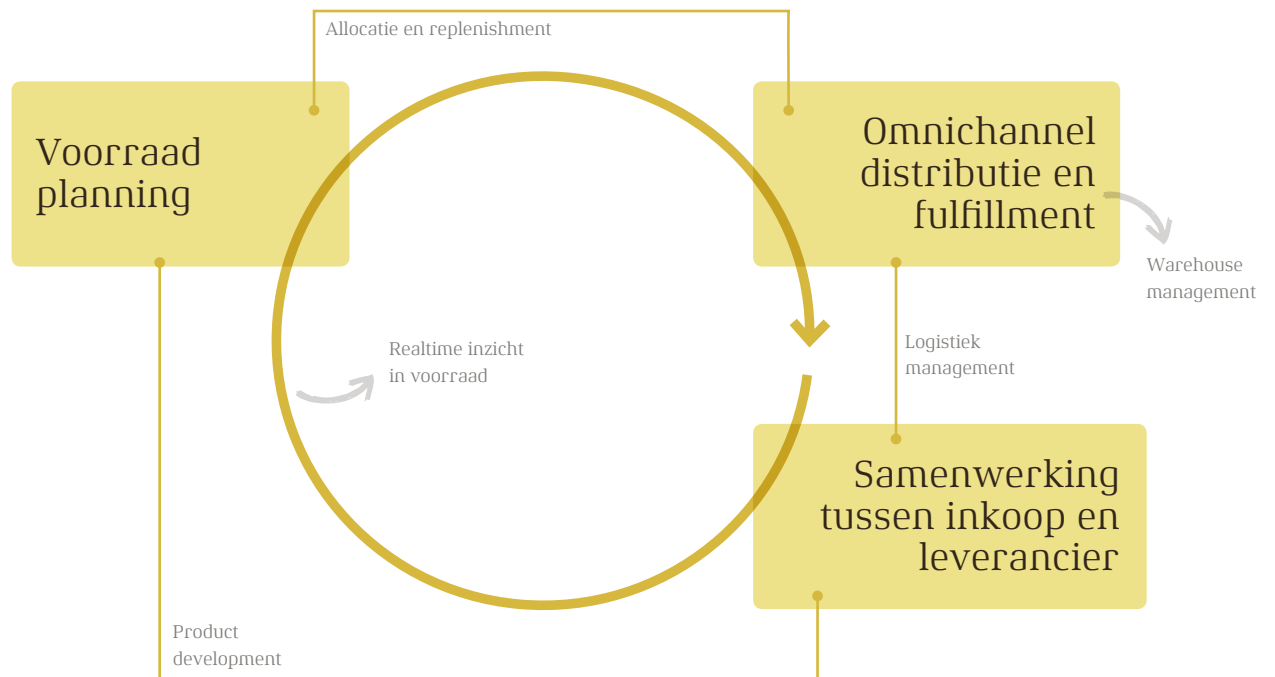 Allocatie en replenishment
Voorraad
planning
Omnichannel
distributie en
fulfillment
Warehouse
management
Realtime inzicht
in voorraad
Logistiek
management
Samenwerking
tussen inkoop en
leverancier
Product
development